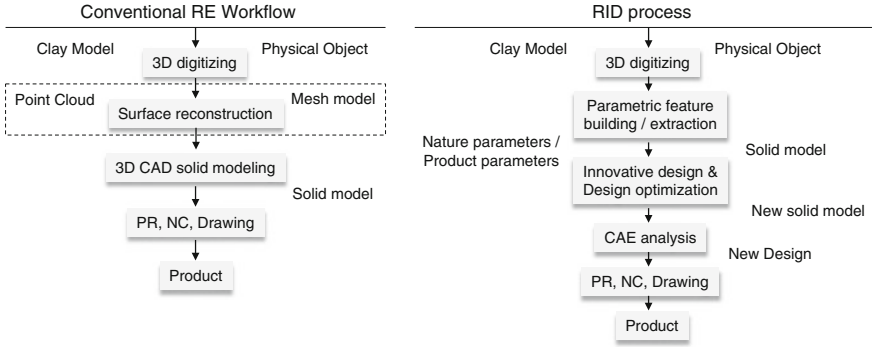 Conventional RE Workflow
Clay Model
Physical Object
3D digitizing
Point Cloud
Mesh model
Surface reconstruction
3D CAD solid modeling
Solid model
PR, NC, Drawing
Product
RID process
Clay Model
Physical Object
3D digitizing
Parametric feature
building / extraction
Nature parameters /
Product parameters
Solid model
Innovative design &
Design optimization
New solid model
CAE analysis
New Design
PR, NC, Drawing
Product